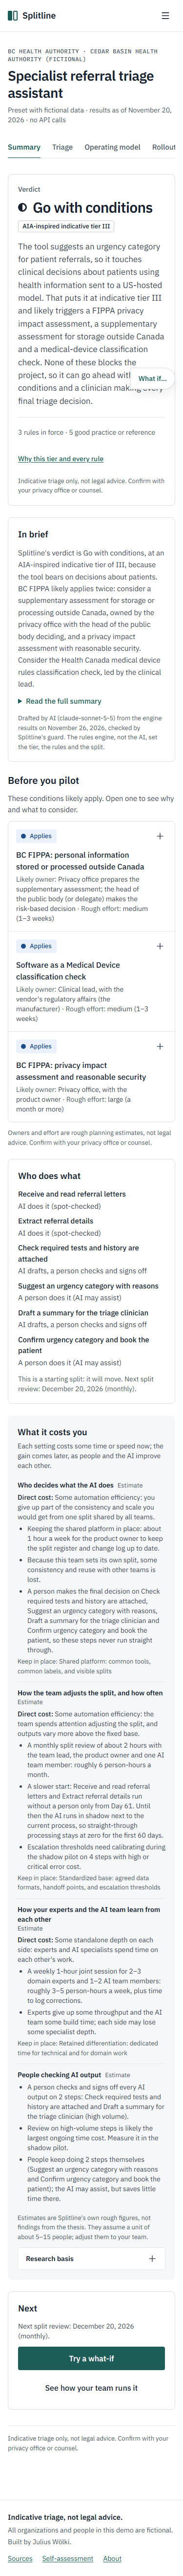 Splitline
BC HEALTH AUTHORITY · CEDAR BASIN HEALTH
AUTHORITY (FICTIONAL)
Specialist referral triage
assistant
Preset with fictional data · results as of November 20,
2026 · no API calls
Summary Triage Operating model Rollout
Verdict
Go with conditions
AIA-inspired indicative tier III
The tool suggests an urgency category
for patient referrals, so it touches
clinical decisions about patients using
health information sent to a US-hosted
model. That puts it at indicative tier III
and likely triggers a FIPPA privacy
impact assessment, a supplementary
assessment for storage outside Canada
and a medical-device classification
check. None of these blocks the
project, so it can go ahead with
What if...
conditions and a clinician making every
final triage decision.
3 rules in force · 5 good practice or reference
Why this tier and every rule
Indicative triage only, not legal advice. Confirm with
your privacy office or counsel.
In brief
Splitline's verdict is Go with conditions, at an
AIA-inspired indicative tier of III, because
the tool bears on decisions about patients.
BC FIPPA likely applies twice: consider a
supplementary assessment for storage or
processing outside Canada, owned by the
privacy office with the head of the public
body deciding, and a privacy impact
assessment with reasonable security.
Consider the Health Canada medical device
rules classification check, led by the clinical
lead.
Read the full summary
Drafted by AI (claude-sonnet-5-5) from the engine
results on November 26, 2026, checked by
Splitline's guard. The rules engine, not the AI, set
the tier, the rules and the split.
Before you pilot
These conditions likely apply. Open one to see why
and what to consider.
Applies
BC FIPPA: personal information
stored or processed outside Canada
Likely owner: Privacy office prepares the
supplementary assessment; the head of
the public body (or delegate) makes the
risk-based decision · Rough effort: medium
(1–3 weeks)
Applies
Software as a Medical Device
classification check
Likely owner: Clinical lead, with the
vendor's regulatory affairs (the
manufacturer) · Rough effort: medium (1–3
weeks)
Applies
BC FIPPA: privacy impact
assessment and reasonable security
Likely owner: Privacy office, with the
product owner · Rough effort: large (a
month or more)
Owners and effort are rough planning estimates, not legal
advice. Confirm with your privacy office or counsel.
Who does what
Receive and read referral letters
AI does it (spot-checked)
Extract referral details
AI does it (spot-checked)
Check required tests and history are
attached
AI drafts, a person checks and signs off
Suggest an urgency category with reasons
A person does it (AI may assist)
Draft a summary for the triage clinician
AI drafts, a person checks and signs off
Confirm urgency category and book the
patient
A person does it (AI may assist)
This is a starting split: it will move. Next split
review: December 20, 2026 (monthly).
What it costs you
Each setting costs some time or speed now; the
gain comes later, as people and the AI improve
each other.
Who decides what the AI does Estimate
Direct cost: Some automation efficiency: you
give up part of the consistency and scale you
would get from one split shared by all teams.
• Keeping the shared platform in place: about
1 hour a week for the product owner to keep
the split register and change log up to date.
• Because this team sets its own split, some
consistency and reuse with other teams is
lost.
• A person makes the final decision on Check
required tests and history are attached,
Suggest an urgency category with reasons,
Draft a summary for the triage clinician and
Confirm urgency category and book the
patient, so these steps never run straight
through.
Keep in place: Shared platform: common tools,
common labels, and visible splits
How the team adjusts the split, and how often
Estimate
Direct cost: Some automation efficiency: the
team spends attention adjusting the split, and
outputs vary more above the fixed base.
• A monthly split review of about 2 hours with
the team lead, the product owner and one AI
team member: roughly 6 person-hours a
month.
• A slower start: Receive and read referral
letters and Extract referral details run
without a person only from Day 61. Until
then the AI runs in shadow next to the
current process, so straight-through
processing stays at zero for the first 60 days.
• Escalation thresholds need calibrating during
the shadow pilot on 4 steps with high or
critical error cost.
Keep in place: Standardized base: agreed data
formats, handoff points, and escalation thresholds
How your experts and the AI team learn from
each other
Estimate
Direct cost: Some standalone depth on each
side: experts and AI specialists spend time on
each other's work.
• A weekly 1-hour joint session for 2–3
domain experts and 1–2 AI team members:
roughly 3–5 person-hours a week, plus time
to log corrections.
• Experts give up some throughput and the AI
team some build time; each side may lose
some specialist depth.
Keep in place: Retained differentiation: dedicated
time for technical and for domain work
People checking AI output Estimate
• A person checks and signs off every AI
output on 2 steps: Check required tests and
history are attached and Draft a summary for
the triage clinician (high volume).
• Review on high-volume steps is likely the
largest ongoing time cost. Measure it in the
shadow pilot.
• People keep doing 2 steps themselves
(Suggest an urgency category with reasons
and Confirm urgency category and book the
patient); the AI may assist, but saves little
time there.
Estimates are Splitline's own rough figures, not
findings from the thesis. They assume a unit of
about 5–15 people; adjust them to your team.
Research basis
Next
Next split review: December 20, 2026
(monthly).
Try a what-if
See how your team runs it
Indicative triage only, not legal advice. Confirm with your
privacy office or counsel.
Indicative triage, not legal advice.
All organizations and people in this demo are fictional.
Built by Julius Wölki.
Sources Self-assessment About